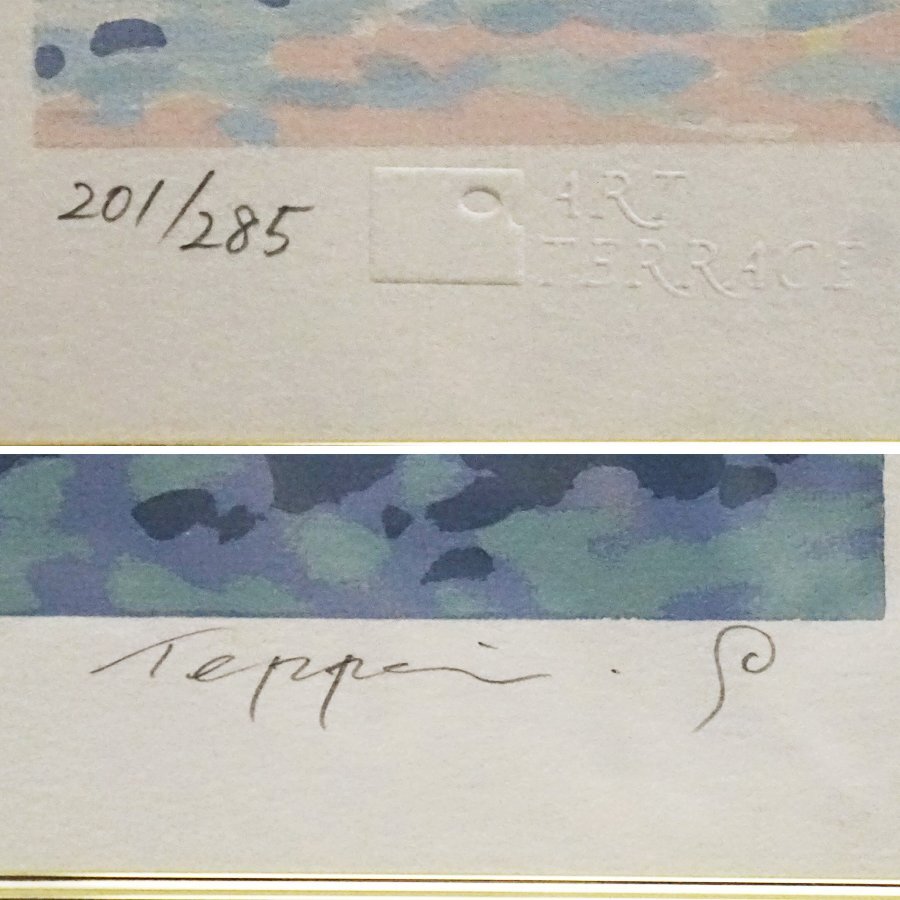 201/285
ART
TERRACE
Teppei . S